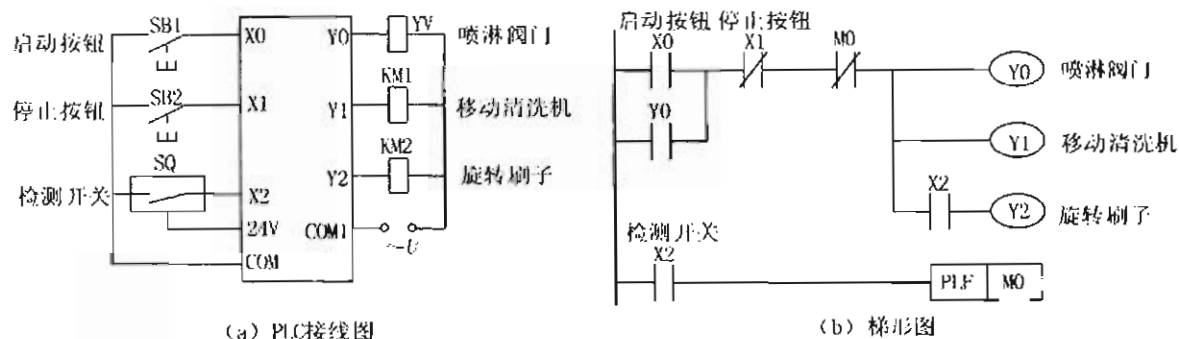 启动按钮
SB1
X0
Y0
YV
喷淋阀门
停止按钮
SB2
X1
Y1
KM1
移动清洗机
检测开关
SQ
X2
Y2
KM2
旋转刷子
24V
COM1
~U
COM
(a) PLC接线图
启动按钮 停止按钮
X0
X1
M0
Y0
喷淋阀门
Y0
Y1
移动清洗机
X2
Y2
旋转刷子
检测开关
X2
PLF
M0
(b) 梯形图